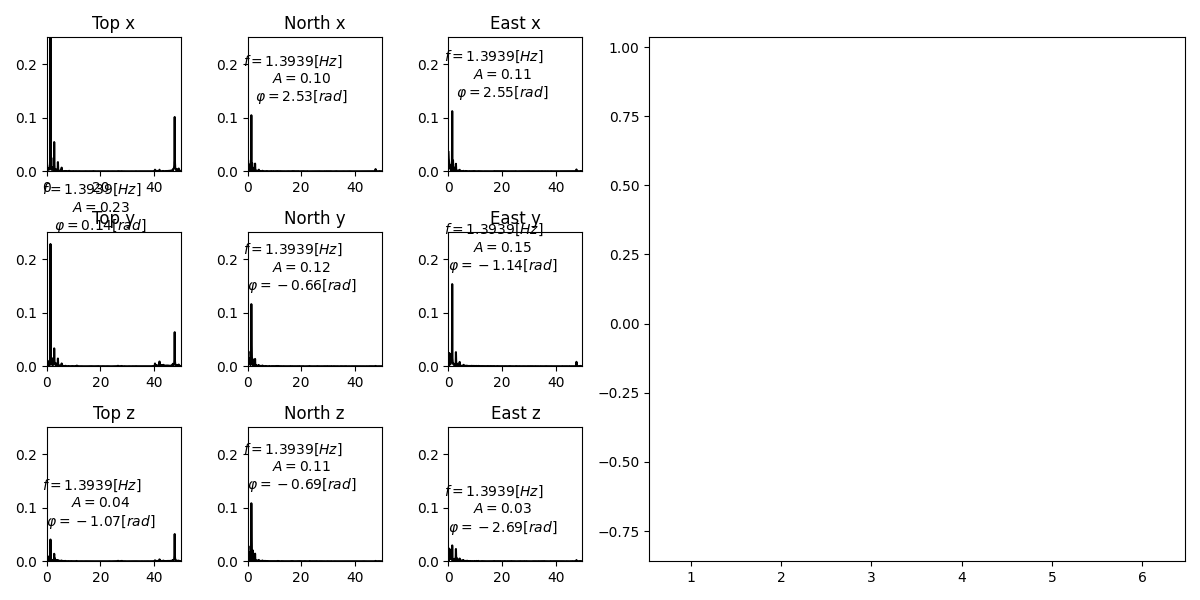 Top x
0.2
0.1
0.0
0 20 40
North x
0.2
0.1
0.0
0 20 40
f = 1.3939[Hz]
A = 0.10
φ = 2.53[rad]
East x
0.2
0.1
0.0
0 20 40
f = 1.3939[Hz]
A = 0.11
φ = 2.55[rad]
Top y
f = 1.3939[Hz]
A = 0.23
φ = 0.14[rad]
0.2
0.1
0.0
0 20 40
North y
0.2
0.1
0.0
0 20 40
f = 1.3939[Hz]
A = 0.12
φ = −0.66[rad]
East y
f = 1.3939[Hz]
A = 0.15
φ = −1.14[rad]
0.2
0.1
0.0
0 20 40
Top z
0.2
0.1
0.0
0 20 40
f = 1.3939[Hz]
A = 0.04
φ = −1.07[rad]
North z
0.2
0.1
0.0
0 20 40
f = 1.3939[Hz]
A = 0.11
φ = −0.69[rad]
East z
0.2
0.1
0.0
0 20 40
f = 1.3939[Hz]
A = 0.03
φ = −2.69[rad]
1.00
0.75
0.50
0.25
0.00
−0.25
−0.50
−0.75
1 2 3 4 5 6